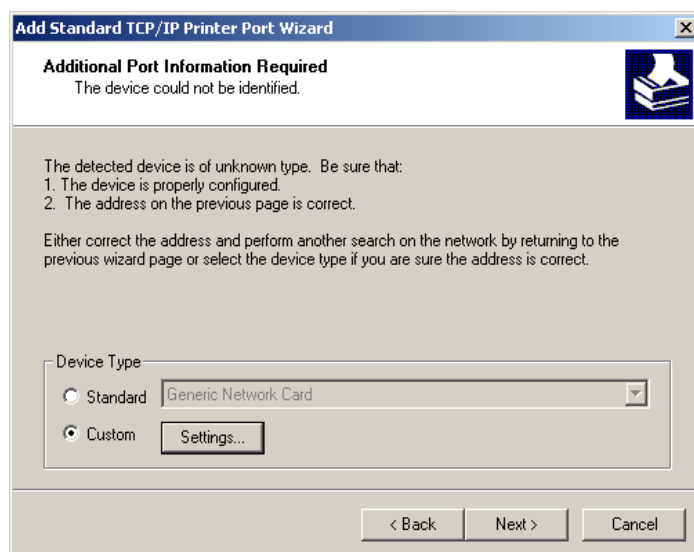 Add Standard TCP/IP Printer Port Wizard
Additional Port Information Required
The device could not be identified.
The detected device is of unknown type. Be sure that:
1. The device is properly configured.
2. The address on the previous page is correct.
Either correct the address and perform another search on the network by returning to the
previous wizard page or select the device type if you are sure the address is correct.
Device Type
Standard Generic Network Card
Custom Settings...
< Back Next > Cancel